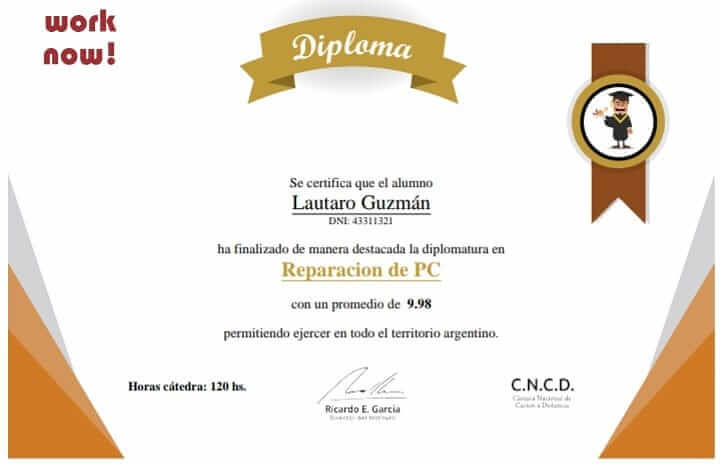 work
now!
Diploma
Se certifica que el alumno
Lautaro Guzmán
DNI: 43311321
ha finalizado de manera destacada la diplomatura en
Reparacion de PC
con un promedio de 9.98
permitiendo ejercer en todo el territorio argentino.
Horas cátedra: 120 hs.
Ricardo E. Garcia
Director del Instituto
C.N.C.D.
Cámara Nacional de
Cursos a Distancia